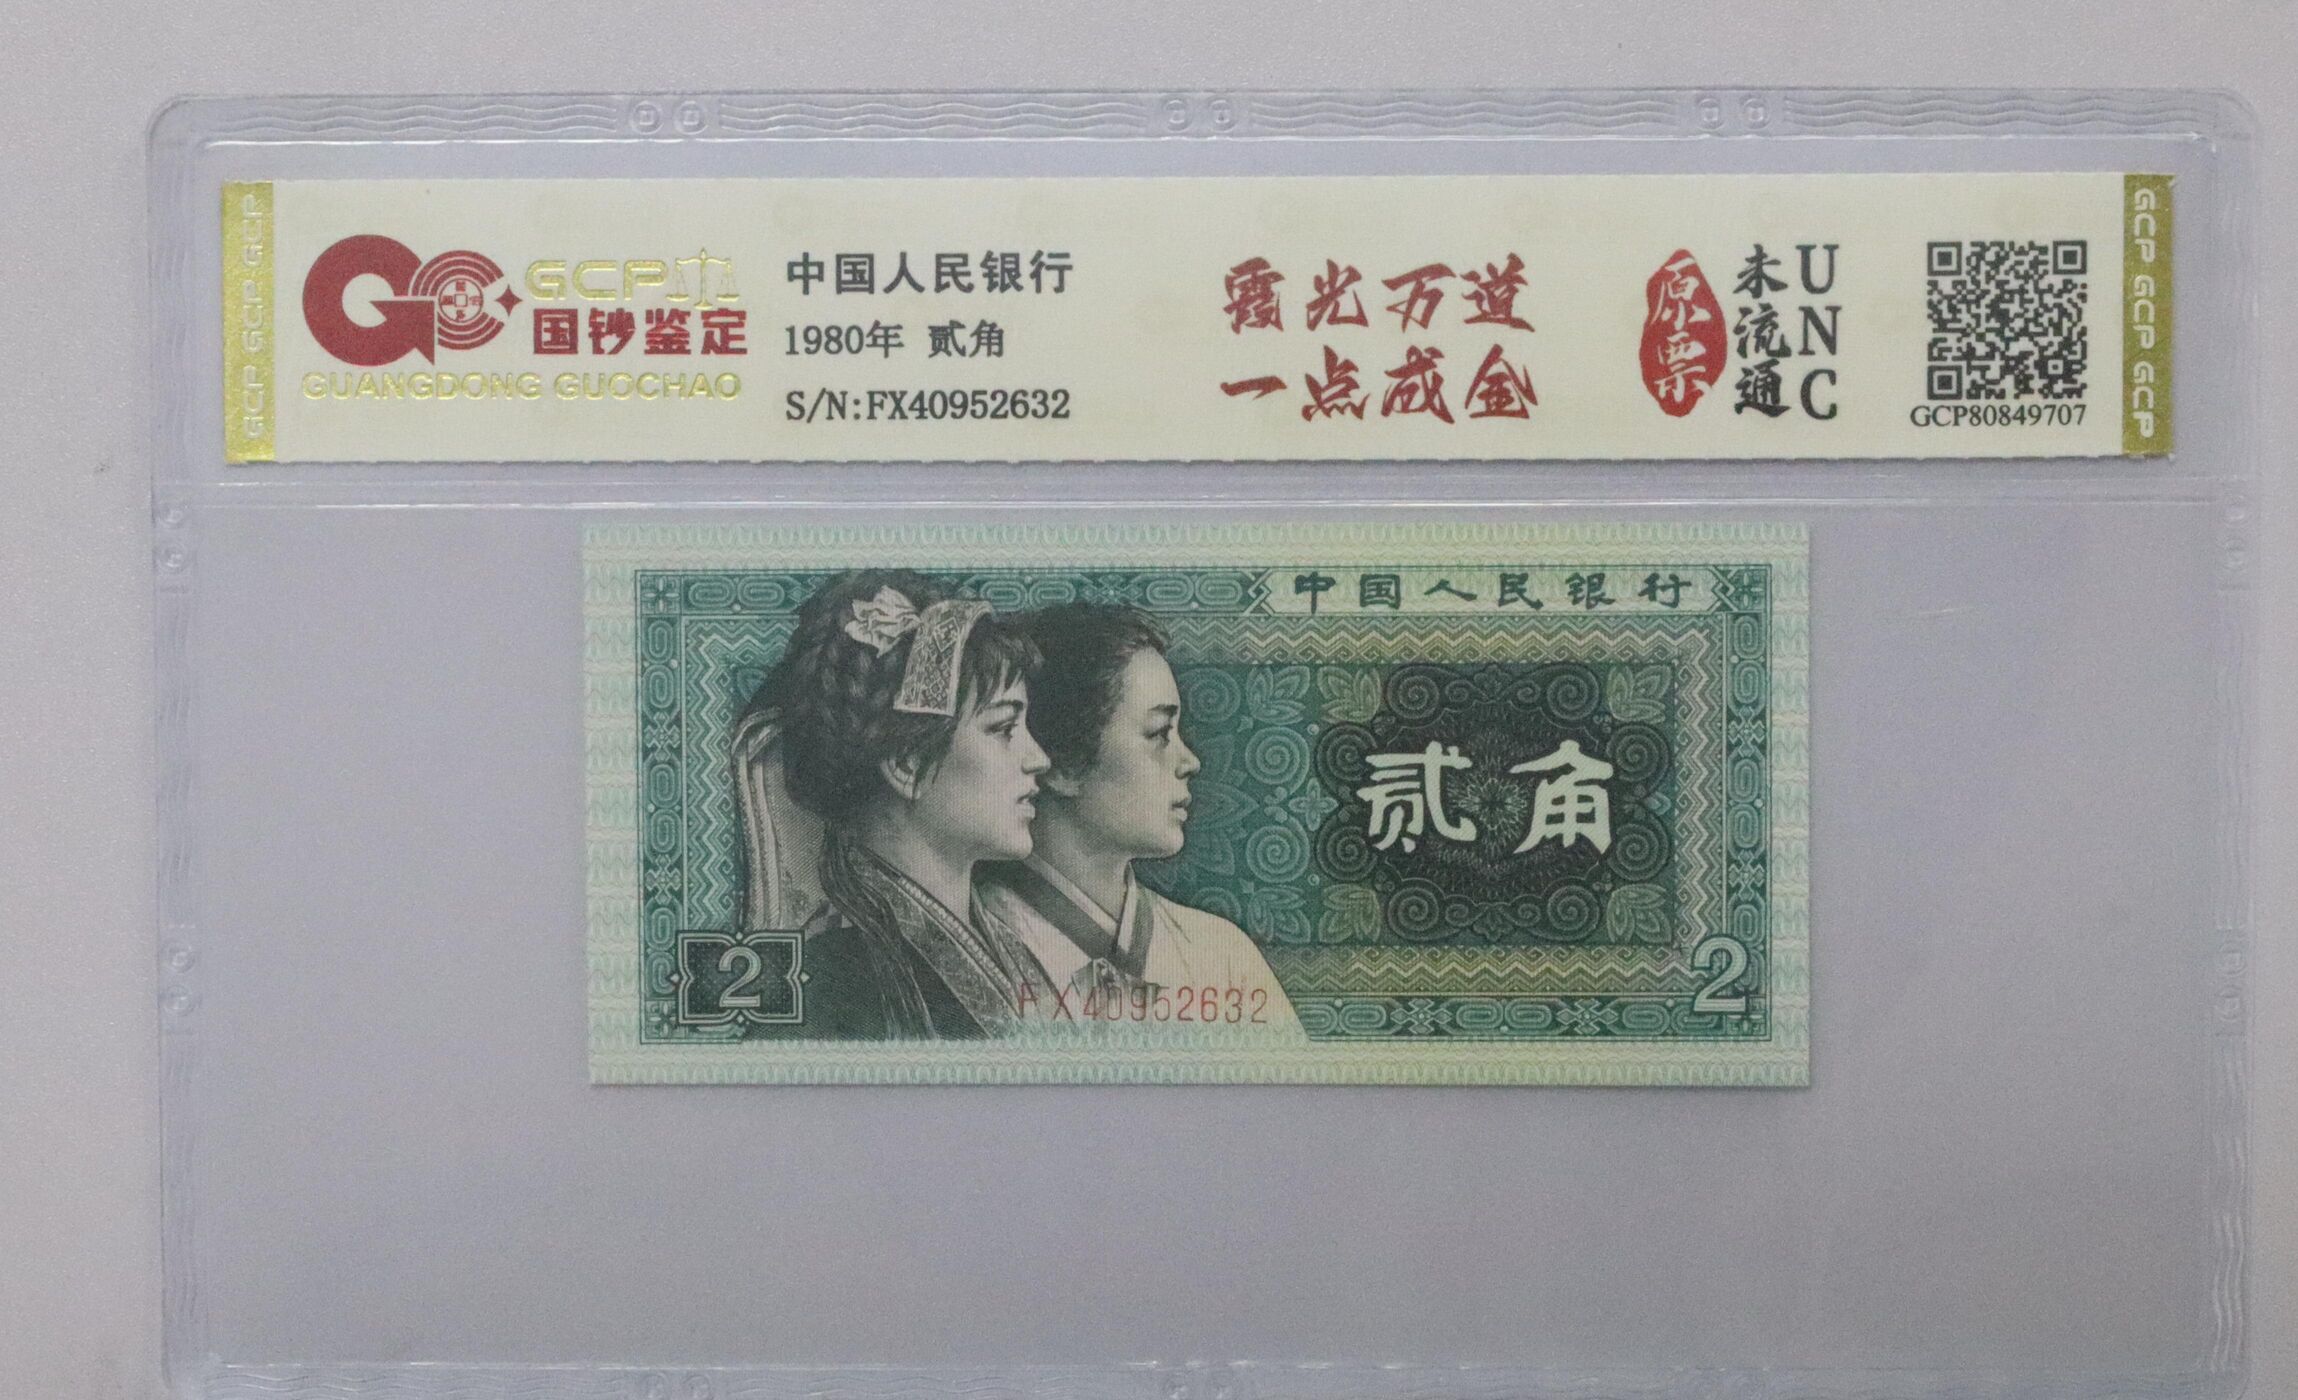 GCP GCP GCP
GCP
国钞鉴定
GUANGDONG GUOCHAO
中国人民银行
1980年 贰角
S/N:FX40952632
霞光万道
一点成金
原票
未流通
UNC
GCP80849707
GCP GCP GCP
中国人民银行
贰角
2
FX40952632
2